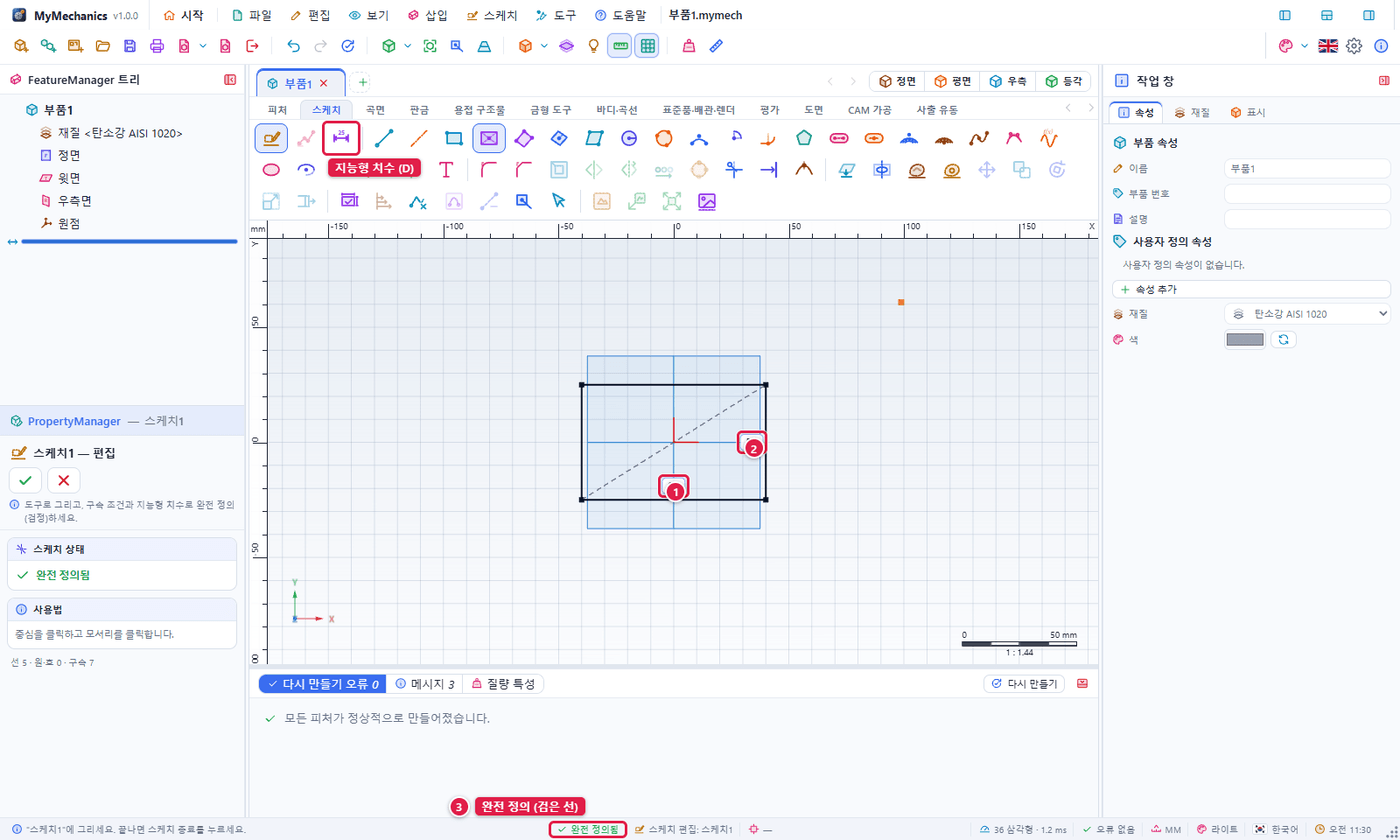 MyMechanics v1.0.0 시작 파일 편집 보기 삽입 스케치 도구 도움말 부품1.mymech
FeatureManager 트리
부품1
재질 <탄소강 AISI 1020>
정면
윗면
우측면
원점
PropertyManager — 스케치1
스케치1 — 편집
도구로 그리고, 구속 조건과 지능형 치수로 완전 정의
(검정)하세요.
스케치 상태
완전 정의됨
사용법
중심을 클릭하고 모서리를 클릭합니다.
선 5 · 원·호 0 · 구속 7
부품1
정면 평면 우측 등각
피처 스케치 곡면 판금 용접 구조물 금형 도구 바디·곡선 표준품·배관·렌더 평가 도면 CAM 가공 사출 유동
25
지능형 치수 (D)
mm -150 -100 -50 0 50 100 150 X
Y
50
0
-50
2
1
Y
X
0 50 mm
1 : 1.44
다시 만들기 오류 0 메시지 3 질량 특성 다시 만들기
모든 피처가 정상적으로 만들어졌습니다.
3 완전 정의 (검은 선)
작업 창
속성 재질 표시
부품 속성
이름 부품1
부품 번호
설명
사용자 정의 속성
사용자 정의 속성이 없습니다.
속성 추가
재질 탄소강 AISI 1020
색
"스케치1"에 그리세요. 끝나면 스케치 종료를 누르세요. 완전 정의됨 스케치 편집: 스케치1 — 36 삼각형 · 1.2 ms 오류 없음 MM 라이트 한국어 오전 11:30